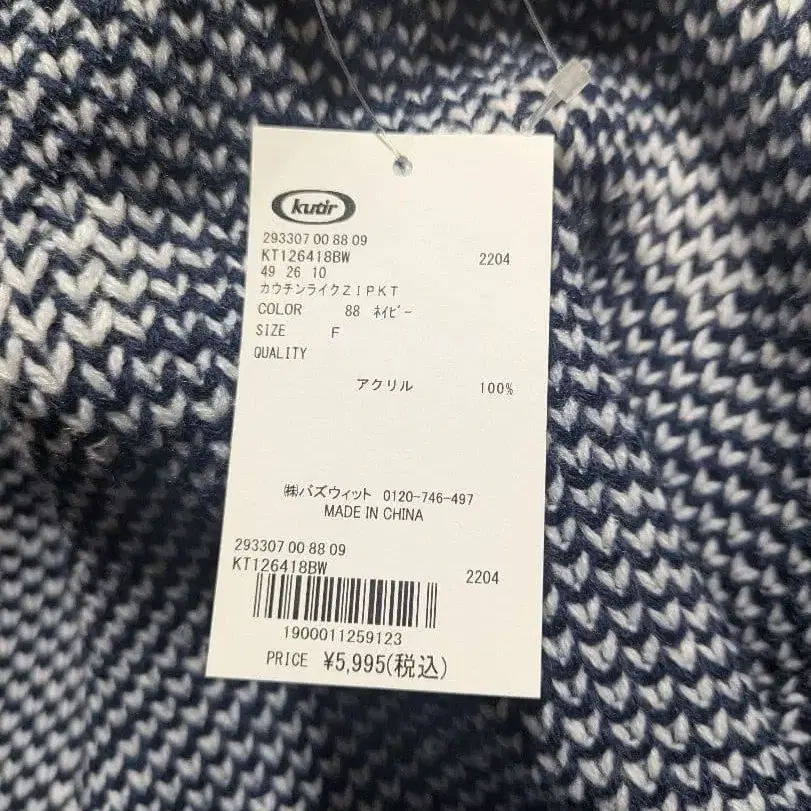 kutir
293307 00 88 09
KT126418BW 2204
49 26 10
カウチンライクＺＩＰＫＴ
COLOR 88 ﾈｲﾋﾞｰ
SIZE F
QUALITY
アクリル 100%
㈱バズウィット 0120-746-497
MADE IN CHINA
293307 00 88 09
KT126418BW 2204
1900011259123
PRICE ¥5,995(税込)